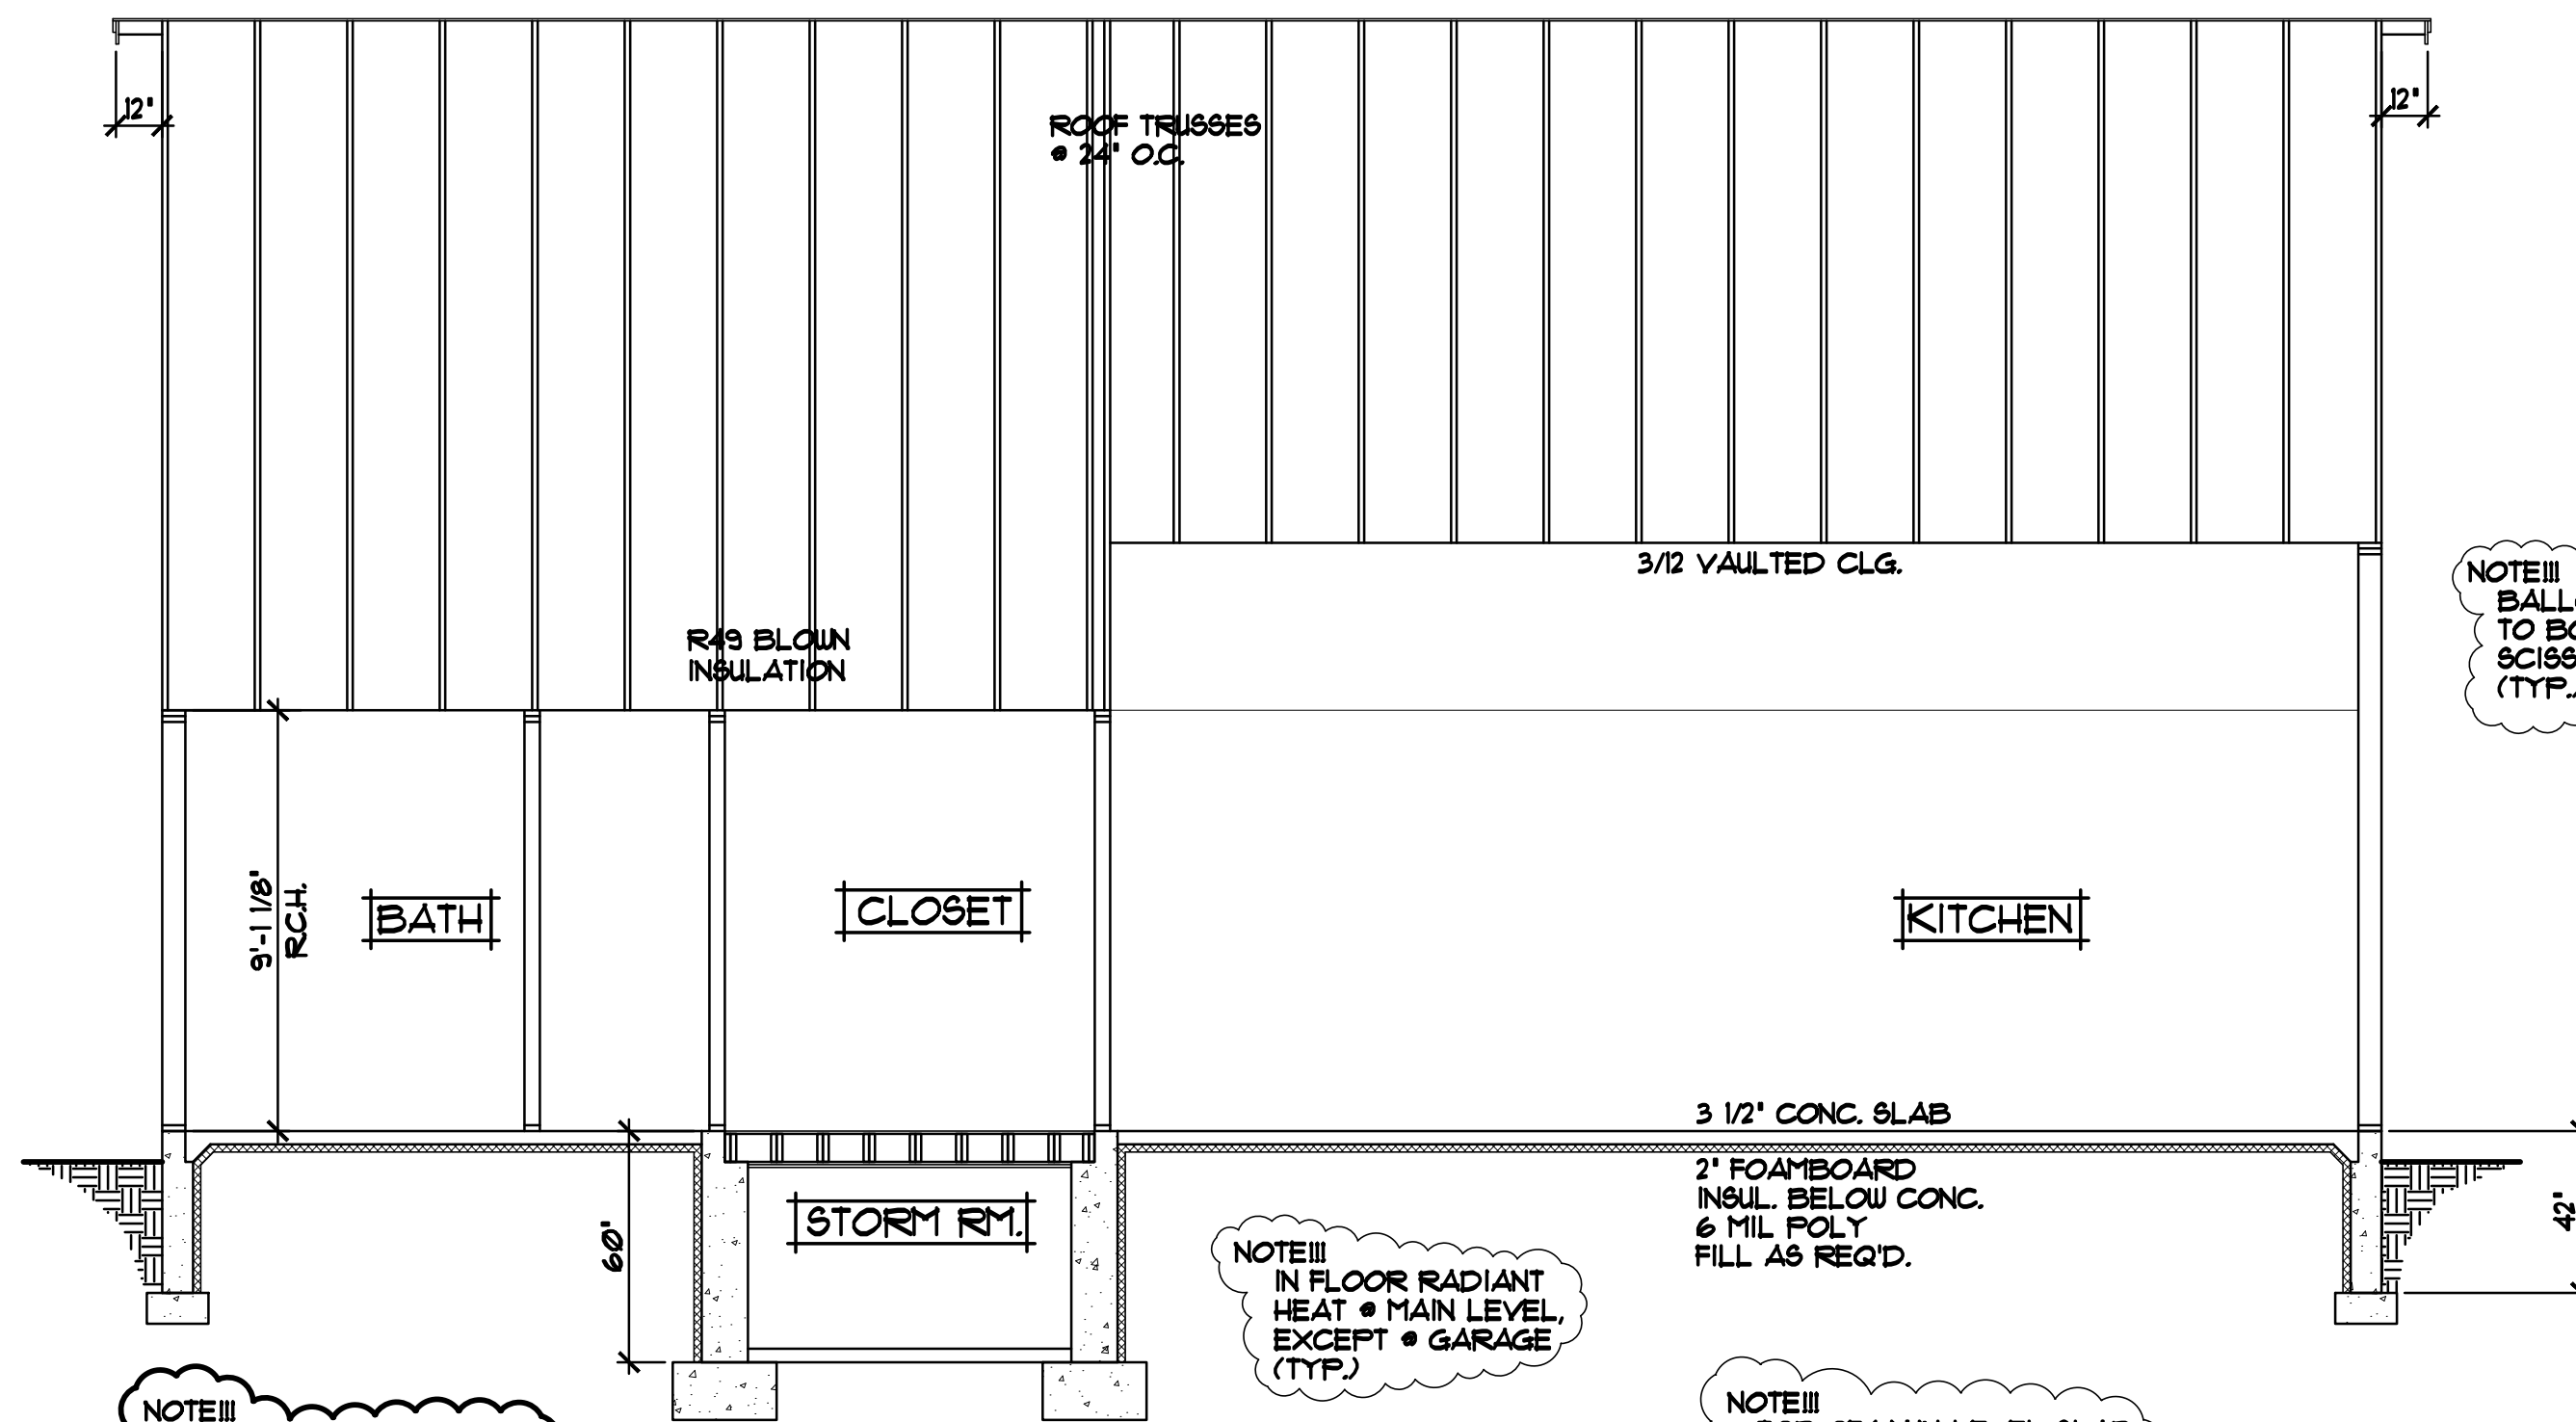 12"
12"
ROOF TRUSSES
@ 24" O.C.
3/12 VAULTED CLG.
NOTE!!!
(TYP.)
R49 BLOWN
INSULATION
9'-1 1/8"
R.C.H.
BATH
CLOSET
KITCHEN
3 1/2" CONC. SLAB
2" FOAMBOARD
INSUL. BELOW CONC.
6 MIL POLY
FILL AS REQ'D.
60"
STORM RM.
42"
NOTE!!!
IN FLOOR RADIANT
HEAT @ MAIN LEVEL,
EXCEPT @ GARAGE
(TYP.)
NOTE!!!
NOTE!!!